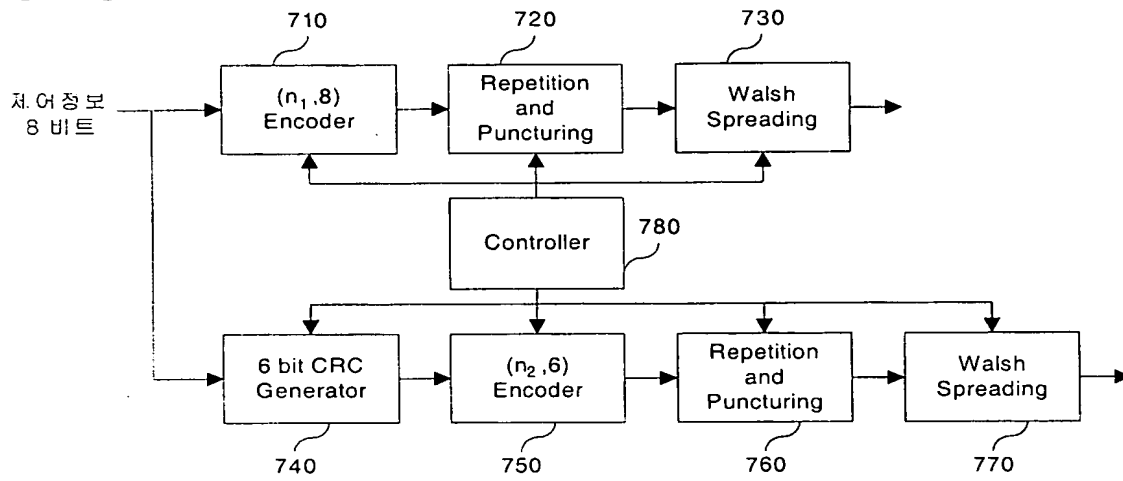 710
720
730
제어정보
8 비트
(n₁,8)
Encoder
Repetition
and
Puncturing
Walsh
Spreading
Controller
780
6 bit CRC
Generator
(n₂,6)
Encoder
Repetition
and
Puncturing
Walsh
Spreading
740
750
760
770